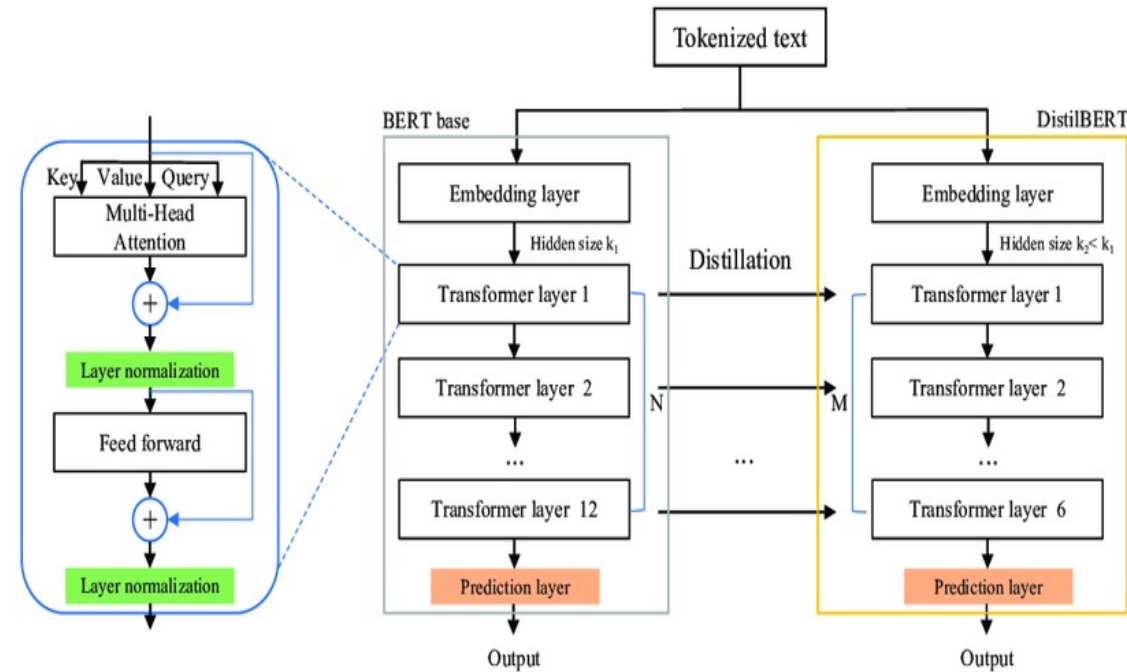 Tokenized text
BERT base
DistilBERT
Key Value Query
Multi-Head
Attention
+
Layer normalization
Feed forward
+
Layer normalization
Embedding layer
Hidden size k₁
Transformer layer 1
Transformer layer 2
...
Transformer layer 12
N
Prediction layer
Output
Distillation
...
Embedding layer
Hidden size k₂< k₁
Transformer layer 1
Transformer layer 2
...
Transformer layer 6
M
Prediction layer
Output